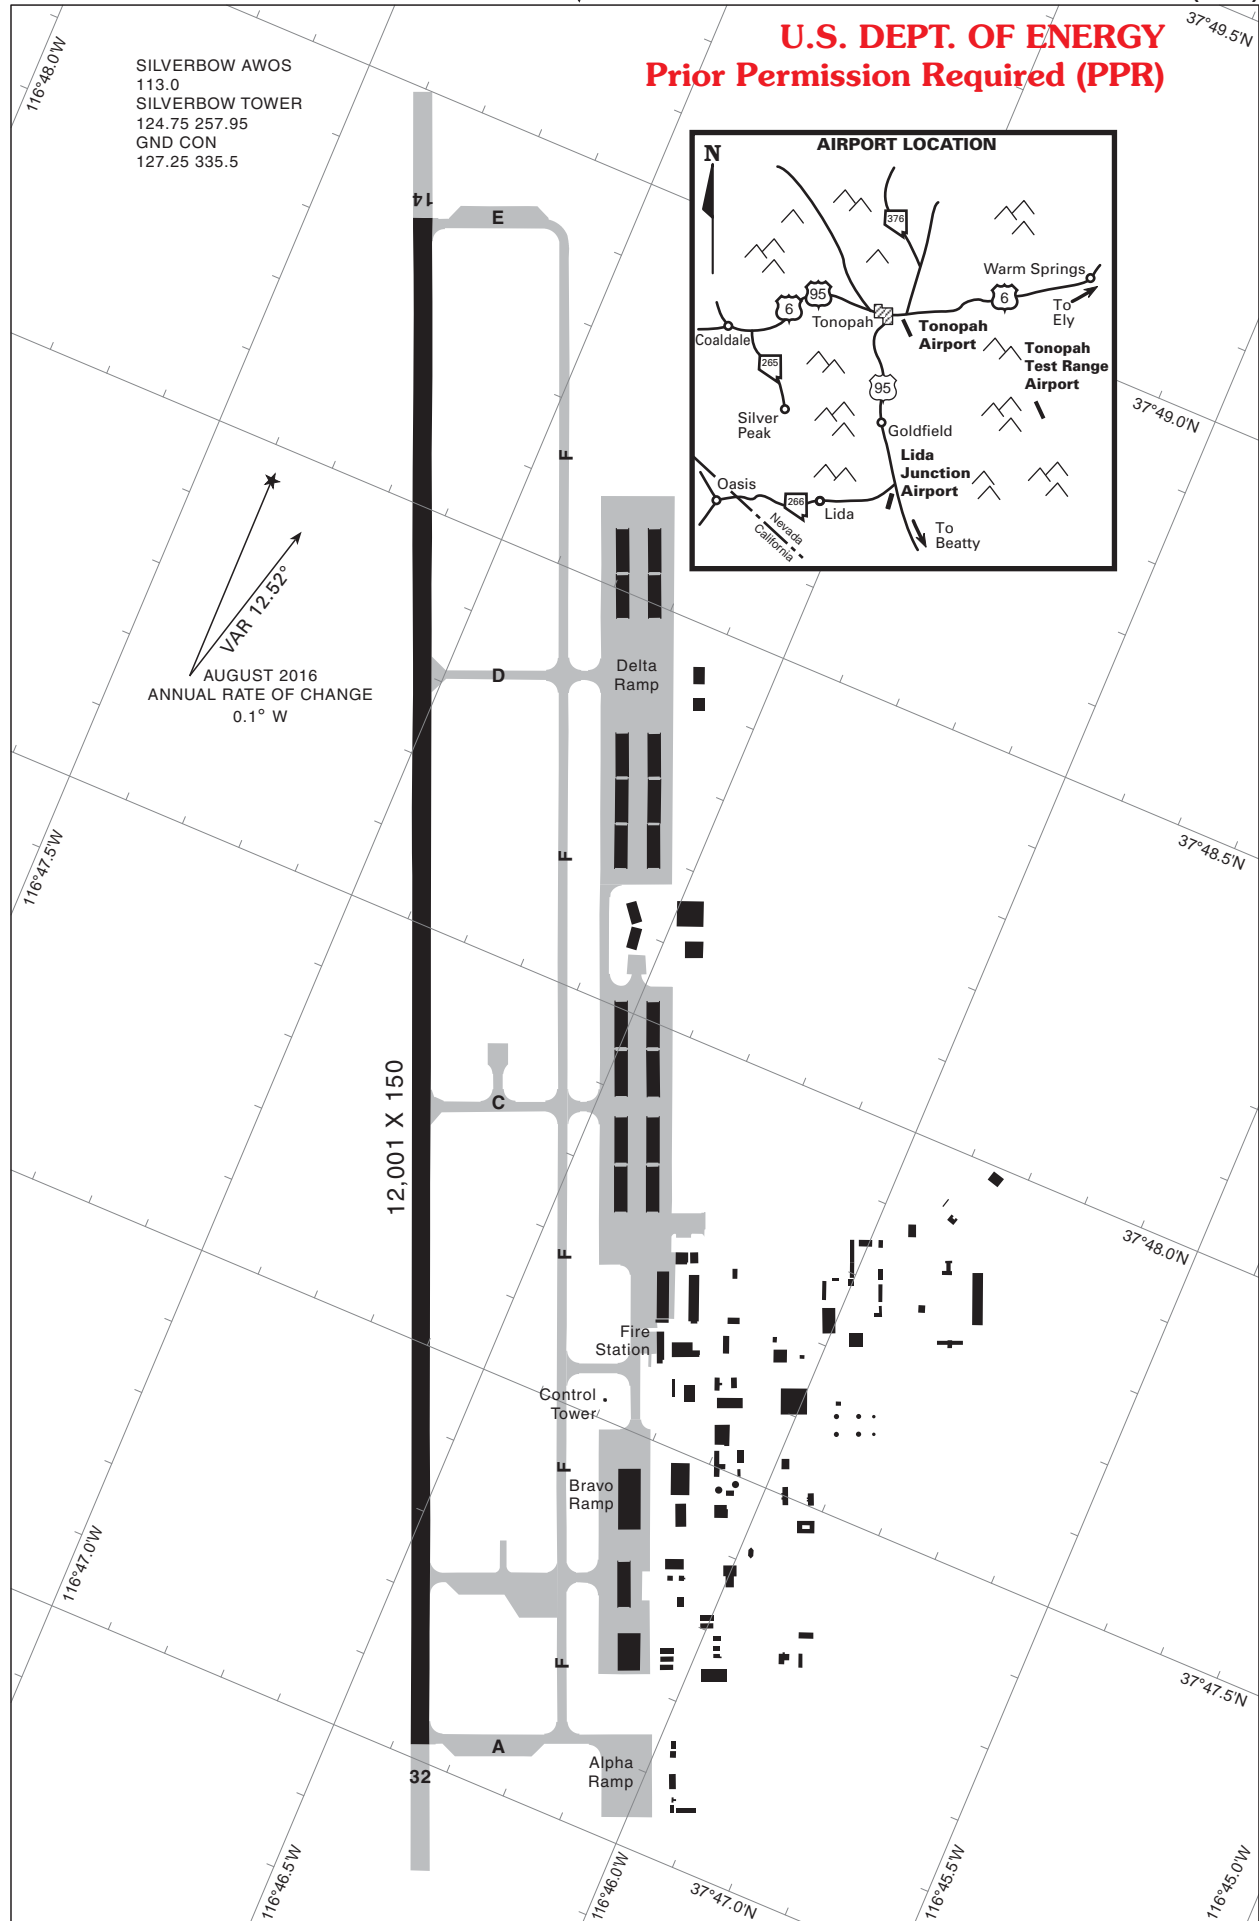 U.S. DEPT. OF ENERGY
Prior Permission Required (PPR)
SILVERBOW AWOS
113.0
SILVERBOW TOWER
124.75 257.95
GND CON
127.25 335.5
AIRPORT LOCATION
N
376
Warm Springs
6
95
6
To
Ely
Tonopah
Coaldale
Tonopah
Airport
Tonopah
Test Range
Airport
265
95
Silver
Peak
Goldfield
Lida
Junction
Airport
Oasis
266
Lida
Nevada
California
To
Beatty
VAR 12.52°
AUGUST 2016
ANNUAL RATE OF CHANGE
0.1° W
14
E
F
D
Delta
Ramp
F
12,001 X 150
C
F
Fire
Station
Control
Tower
F
Bravo
Ramp
F
A
Alpha
Ramp
32
37°49.5'N
37°49.0'N
37°48.5'N
37°48.0'N
37°47.5'N
37°47.0'N
116°48.0'W
116°47.5'W
116°47.0'W
116°46.5'W
116°46.0'W
116°45.5'W
116°45.0'W